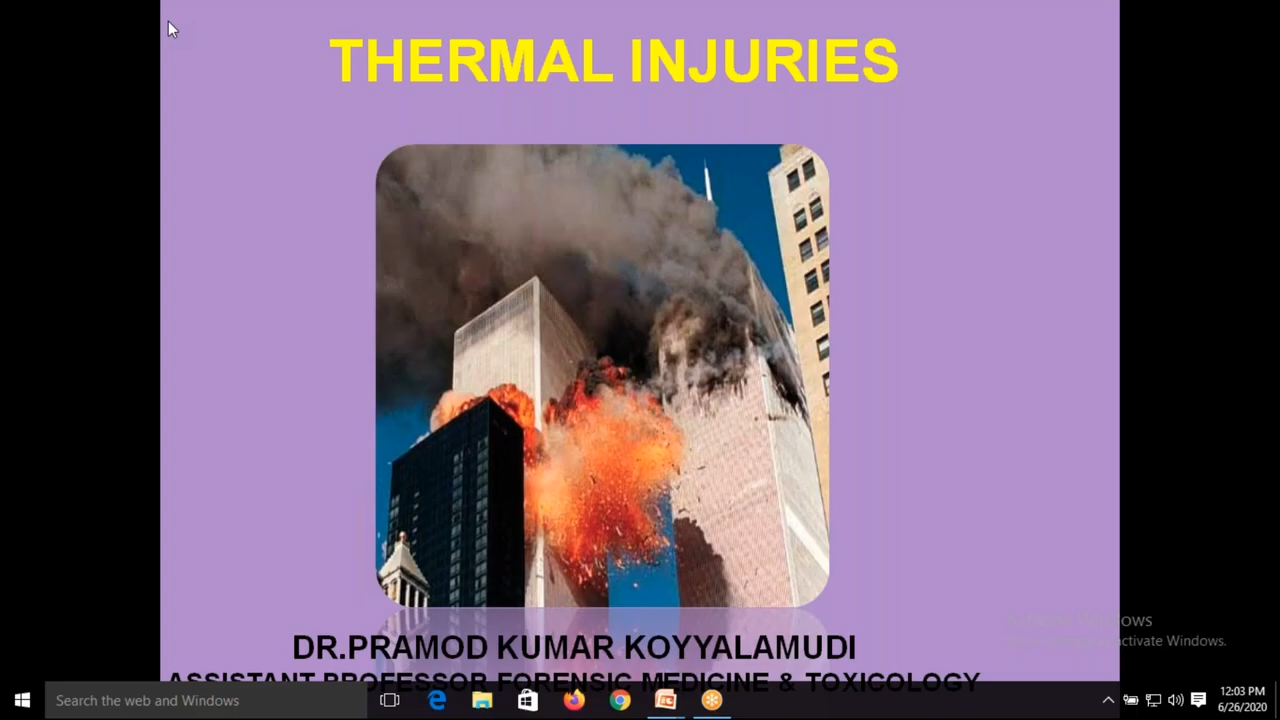 THERMAL INJURIES
DR.PRAMOD KUMAR KOYYALAMUDI
ASSISTANT PROFESSOR FORENSIC MEDICINE & TOXICOLOGY
Search the web and Windows
12:03 PM
6/26/2020